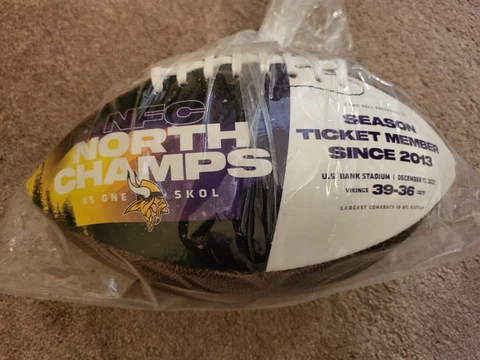 NFC
NORTH
CHAMPS
AS ONE SKOL
SEASON
TICKET MEMBER
SINCE 2013
U.S. BANK STADIUM | DECEMBER
VIKINGS 39-36
LARGEST COMEBACK IN NFL HISTORY